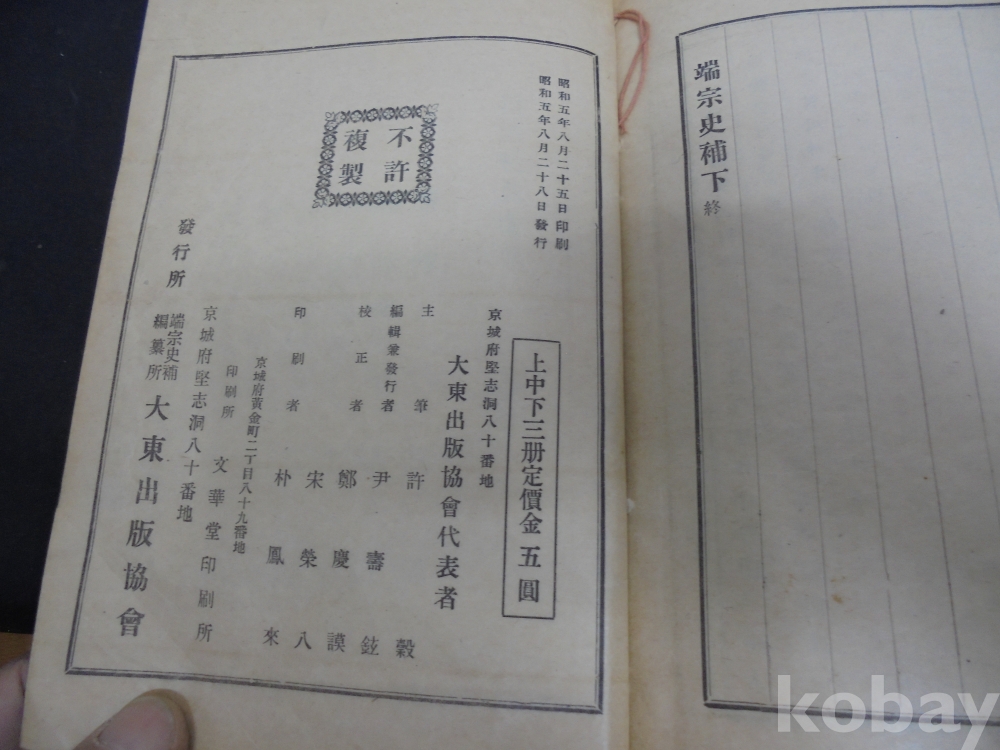 端宗史補下終
昭和五年八月二十五日印刷
昭和五年八月二十八日發行
不許
複製
上中下三册定價金五圓
京城府堅志洞八十番地
大東出版協會代表者
主筆 許穀
編輯兼發行者 尹壽鉉
校正者 鄭慶謨
宋榮八
印刷者 朴鳳來
京城府黃金町二丁目八十九番地
印刷所 文華堂印刷所
京城府堅志洞八十番地
發行所 端宗史補編纂所 大東出版協會
kobay